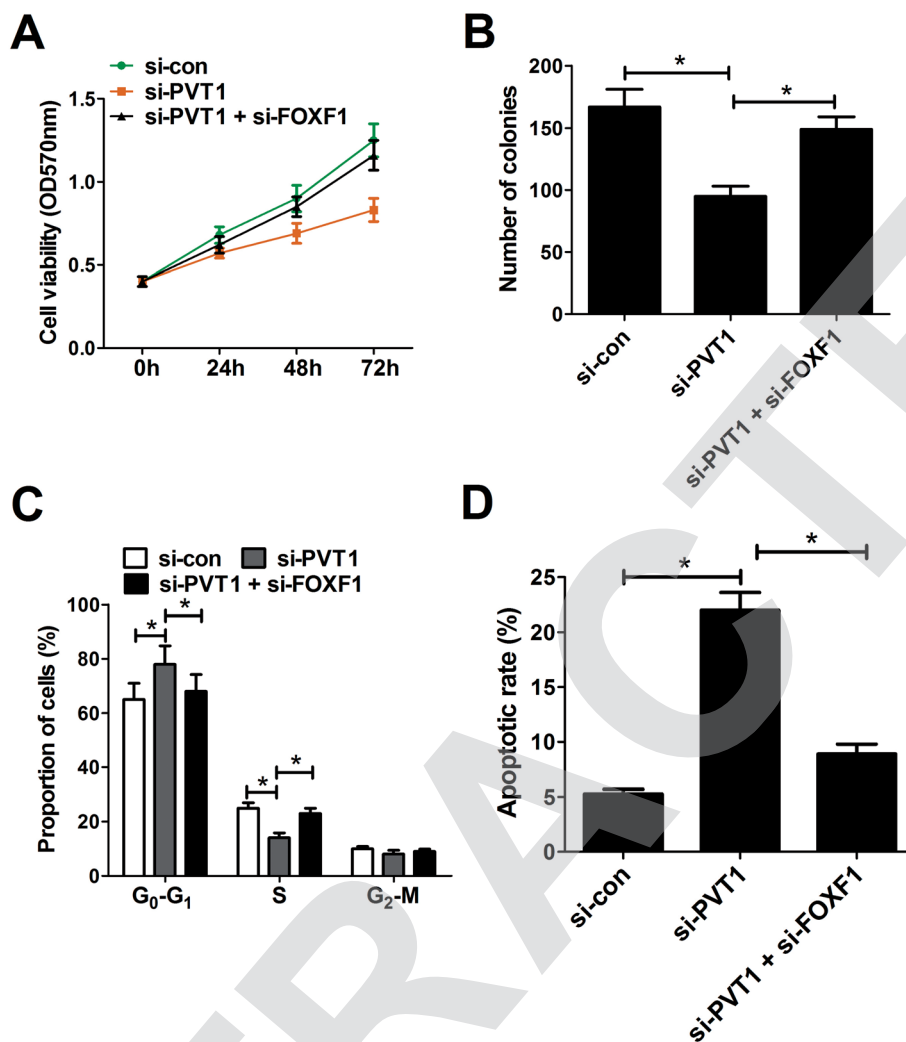 A
si-con
si-PVT1
si-PVT1 + si-FOXF1
Cell viability (OD570nm)
1.5
1.0
0.5
0.0
0h 24h 48h 72h
B
Number of colonies
200
150
100
50
0
* *
si-con si-PVT1 si-PVT1 + si-FOXF1
C
si-con si-PVT1
si-PVT1 + si-FOXF1
Proportion of cells (%)
100
80
60
40
20
0
* *
* *
G₀-G₁ S G₂-M
D
Apoptotic rate (%)
25
20
15
10
5
0
* *
si-con si-PVT1 si-PVT1 + si-FOXF1
RACTE